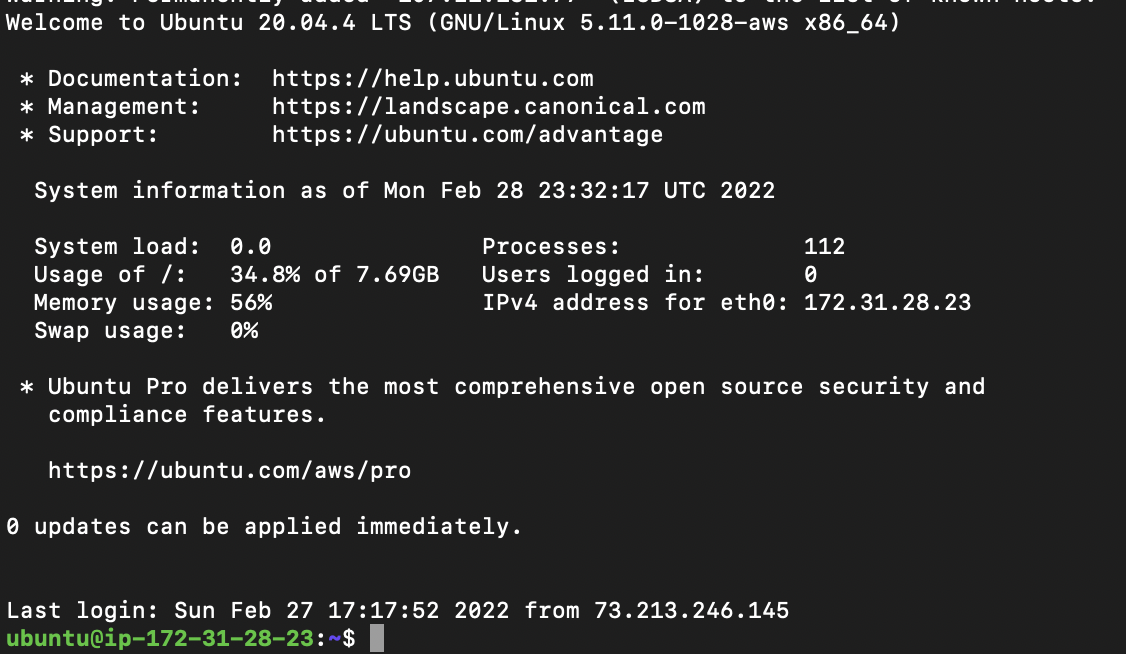 to the list of known hosts.
Welcome to Ubuntu 20.04.4 LTS (GNU/Linux 5.11.0-1028-aws x86_64)
* Documentation:  https://help.ubuntu.com
* Management:     https://landscape.canonical.com
* Support:        https://ubuntu.com/advantage
System information as of Mon Feb 28 23:32:17 UTC 2022
System load:  0.0               Processes:             112
Usage of /:   34.8% of 7.69GB   Users logged in:       0
Memory usage: 56%               IPv4 address for eth0: 172.31.28.23
Swap usage:   0%
* Ubuntu Pro delivers the most comprehensive open source security and
compliance features.
https://ubuntu.com/aws/pro
0 updates can be applied immediately.
Last login: Sun Feb 27 17:17:52 2022 from 73.213.246.145
ubuntu@ip-172-31-28-23:~$